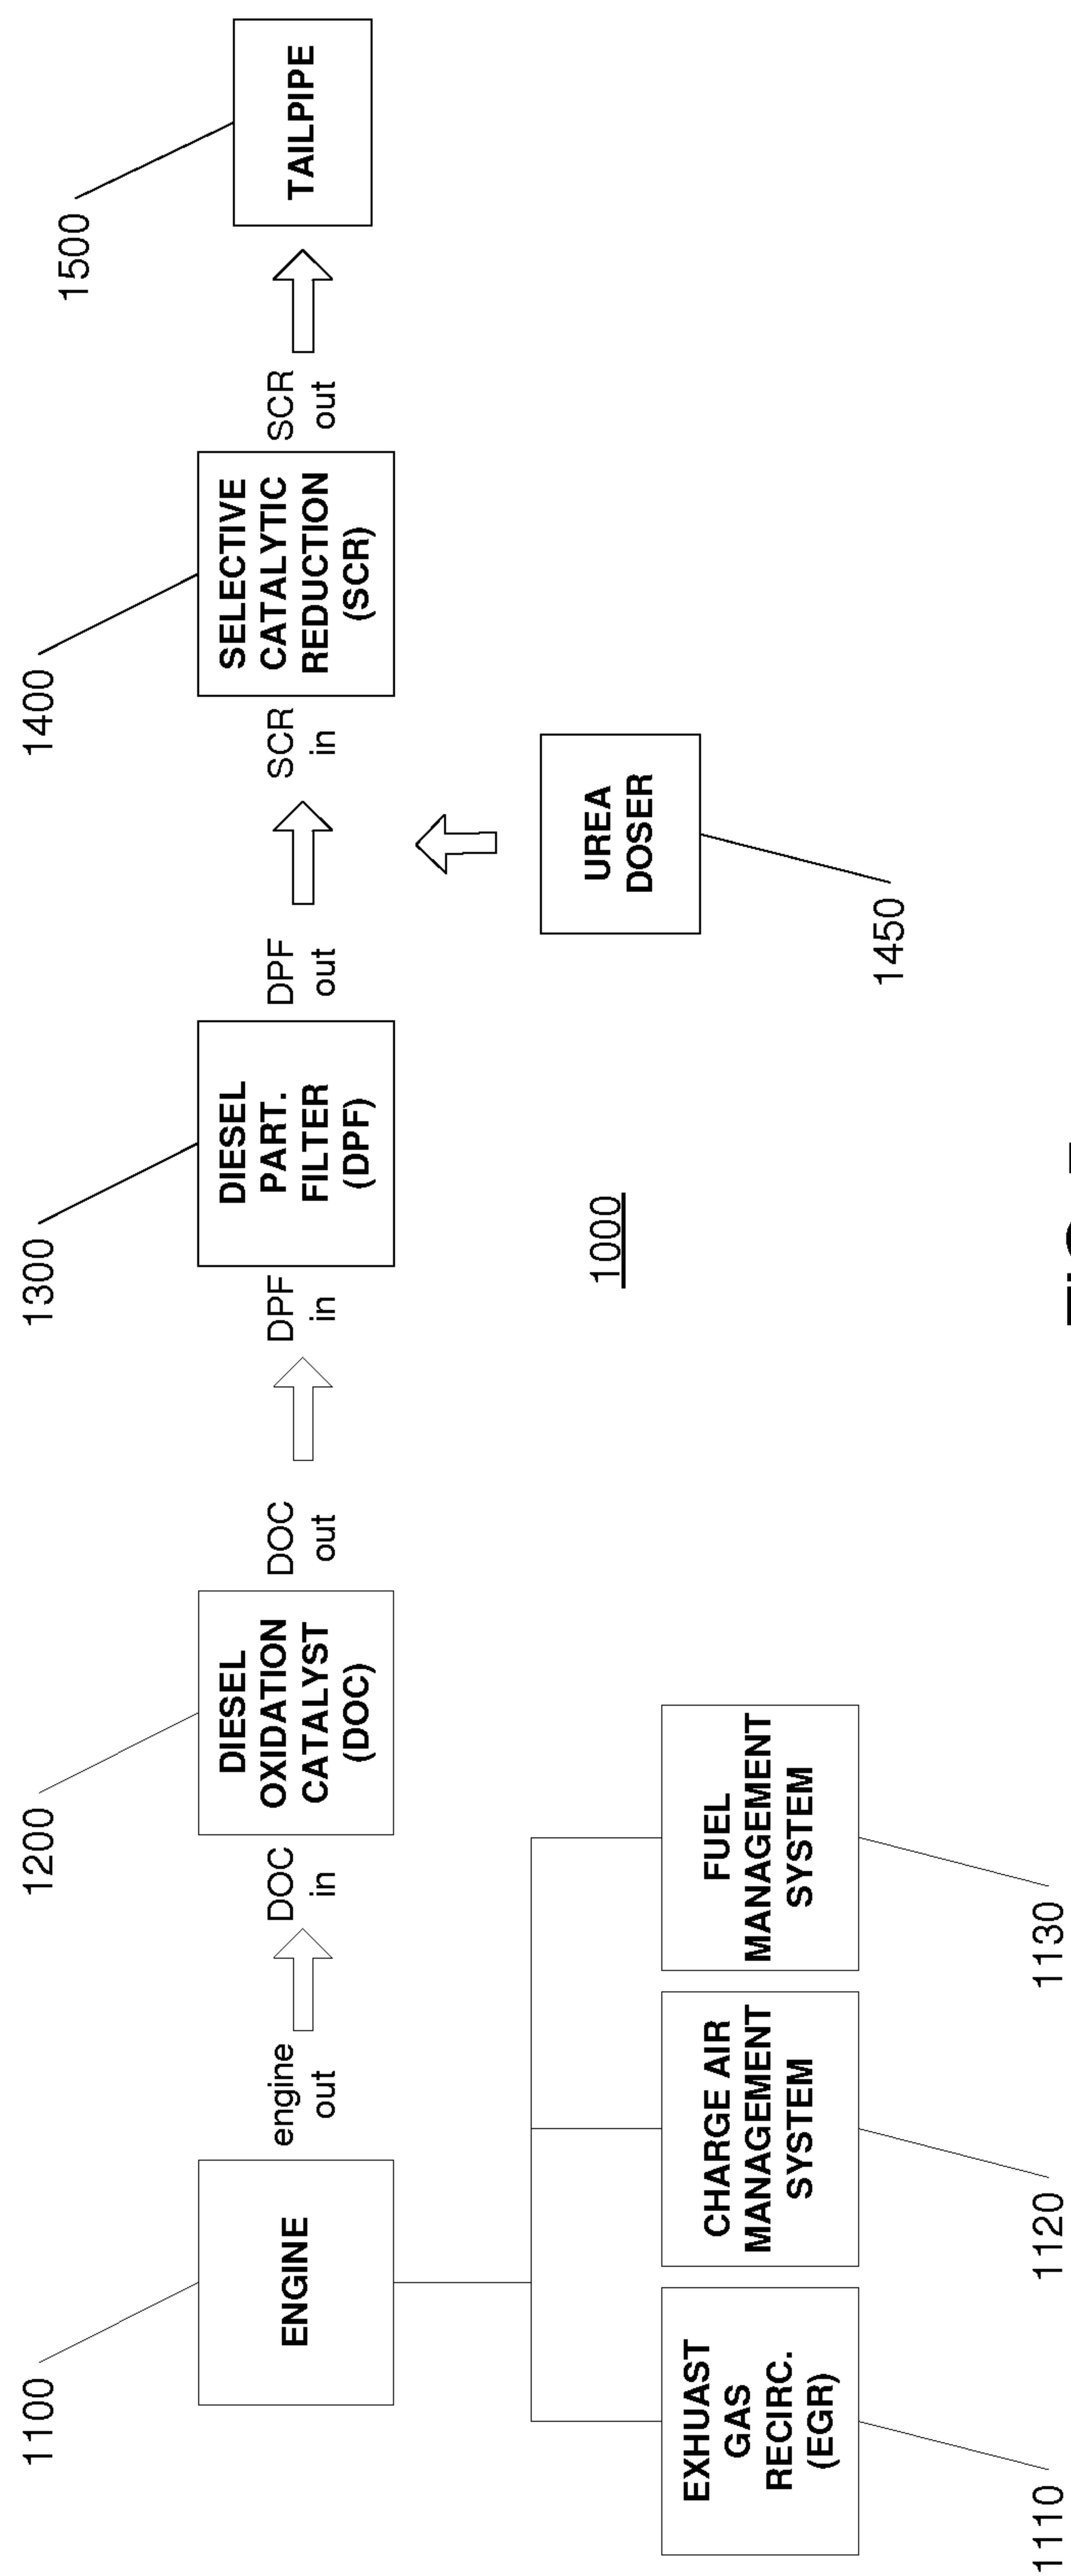 1100
ENGINE
engine
out
DOC
in
1200
DIESEL
OXIDATION
CATALYST
(DOC)
DOC
out
DPF
in
1300
DIESEL
PART.
FILTER
(DPF)
DPF
out
SCR
in
1400
SELECTIVE
CATALYTIC
REDUCTION
(SCR)
SCR
out
1500
TAILPIPE
UREA
DOSER
1450
1000
EXHUAST
GAS
RECIRC.
(EGR)
1110
CHARGE AIR
MANAGEMENT
SYSTEM
1120
FUEL
MANAGEMENT
SYSTEM
1130